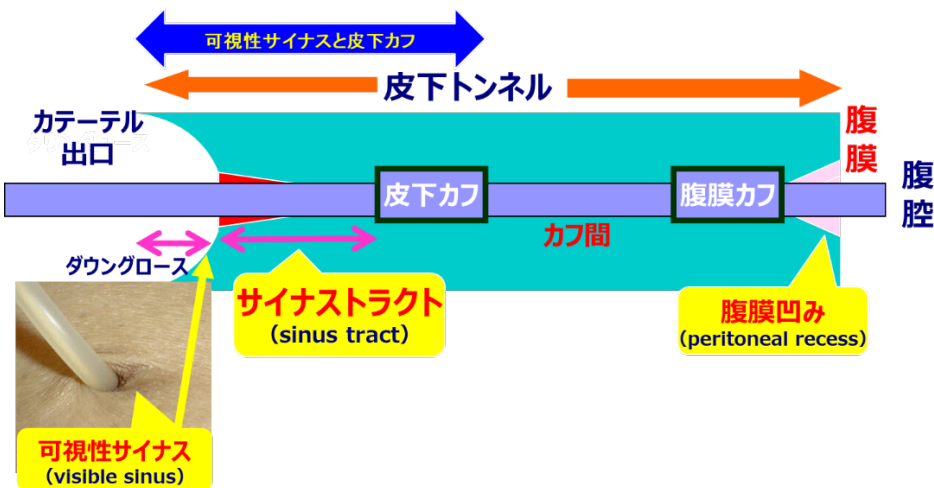 可視性サイナスと皮下カフ
皮下トンネル
カテーテル
出口
腹
膜
皮下カフ
腹膜カフ
腹
腔
カフ間
ダウングロース
サイナストラクト
(sinus tract)
腹膜凹み
(peritoneal recess)
可視性サイナス
(visible sinus)